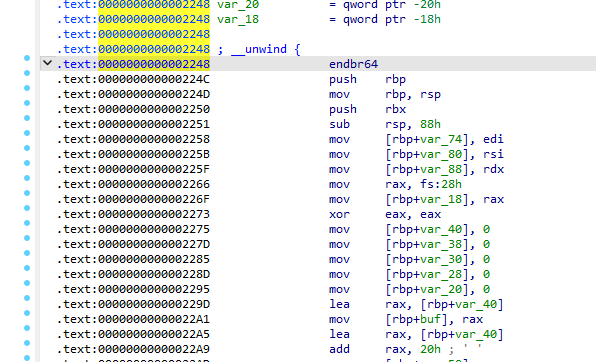 .text:0000000000002248 var_20 = qword ptr -20h
.text:0000000000002248 var_18 = qword ptr -18h
.text:0000000000002248
.text:0000000000002248 ; __unwind {
.text:0000000000002248 endbr64
.text:000000000000224C push rbp
.text:000000000000224D mov rbp, rsp
.text:0000000000002250 push rbx
.text:0000000000002251 sub rsp, 88h
.text:0000000000002258 mov [rbp+var_74], edi
.text:000000000000225B mov [rbp+var_80], rsi
.text:000000000000225F mov [rbp+var_88], rdx
.text:0000000000002266 mov rax, fs:28h
.text:000000000000226F mov [rbp+var_18], rax
.text:0000000000002273 xor eax, eax
.text:0000000000002275 mov [rbp+var_40], 0
.text:000000000000227D mov [rbp+var_38], 0
.text:0000000000002285 mov [rbp+var_30], 0
.text:000000000000228D mov [rbp+var_28], 0
.text:0000000000002295 mov [rbp+var_20], 0
.text:000000000000229D lea rax, [rbp+var_40]
.text:00000000000022A1 mov [rbp+buf], rax
.text:00000000000022A5 lea rax, [rbp+var_40]
.text:00000000000022A9 add rax, 20h ; ' '